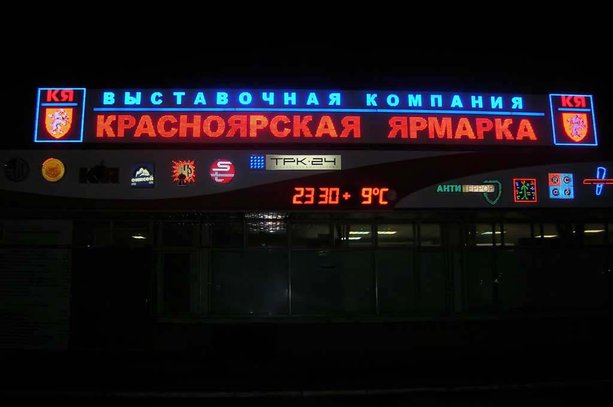 КЯ
ВЫСТАВОЧНАЯ КОМПАНИЯ
КЯ
КРАСНОЯРСКАЯ ЯРМАРКА
ТРК-24
23 30 + 9°C
АНТИТЕРРОР